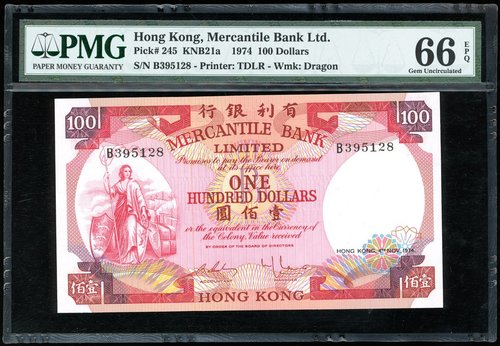 PMG
PAPER MONEY GUARANTY
Hong Kong, Mercantile Bank Ltd.
Pick# 245 KNB21a 1974 100 Dollars
S/N B395128 - Printer: TDLR - Wmk: Dragon
66 EPQ
Gem Uncirculated
100
行銀利有
100
MERCANTILE BANK
LIMITED
B395128
B395128
Promises to pay the Bearer on demand
at its Office here
ONE
HUNDRED DOLLARS
圓佰壹
or the equivalent in the Currency of
the Colony, Value received
BY ORDER OF THE BOARD OF DIRECTORS
HONG KONG, 4TH NOV. 1974
佰壹
HONG KONG
佰壹